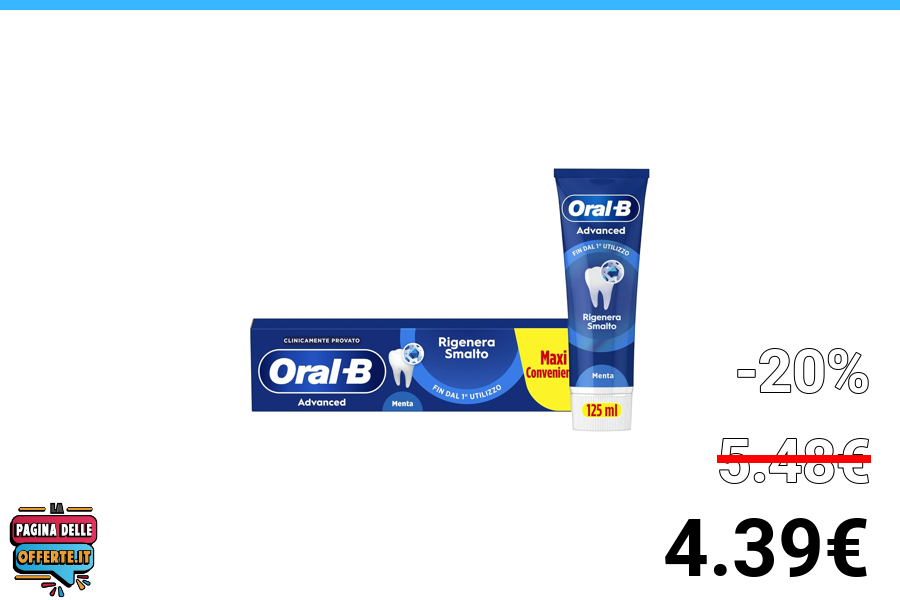 CLINICAMENTE PROVATO
Oral-B
Advanced
Menta
Rigenera
Smalto
FIN DAL 1° UTILIZZO
Maxi
Oral-B
Advanced
FIN DAL 1° UTILIZZO
Rigenera
Smalto
Menta
125 ml
-20%
5.48€
4.39€
LA
PAGINA DELLE
OFFERTE.IT